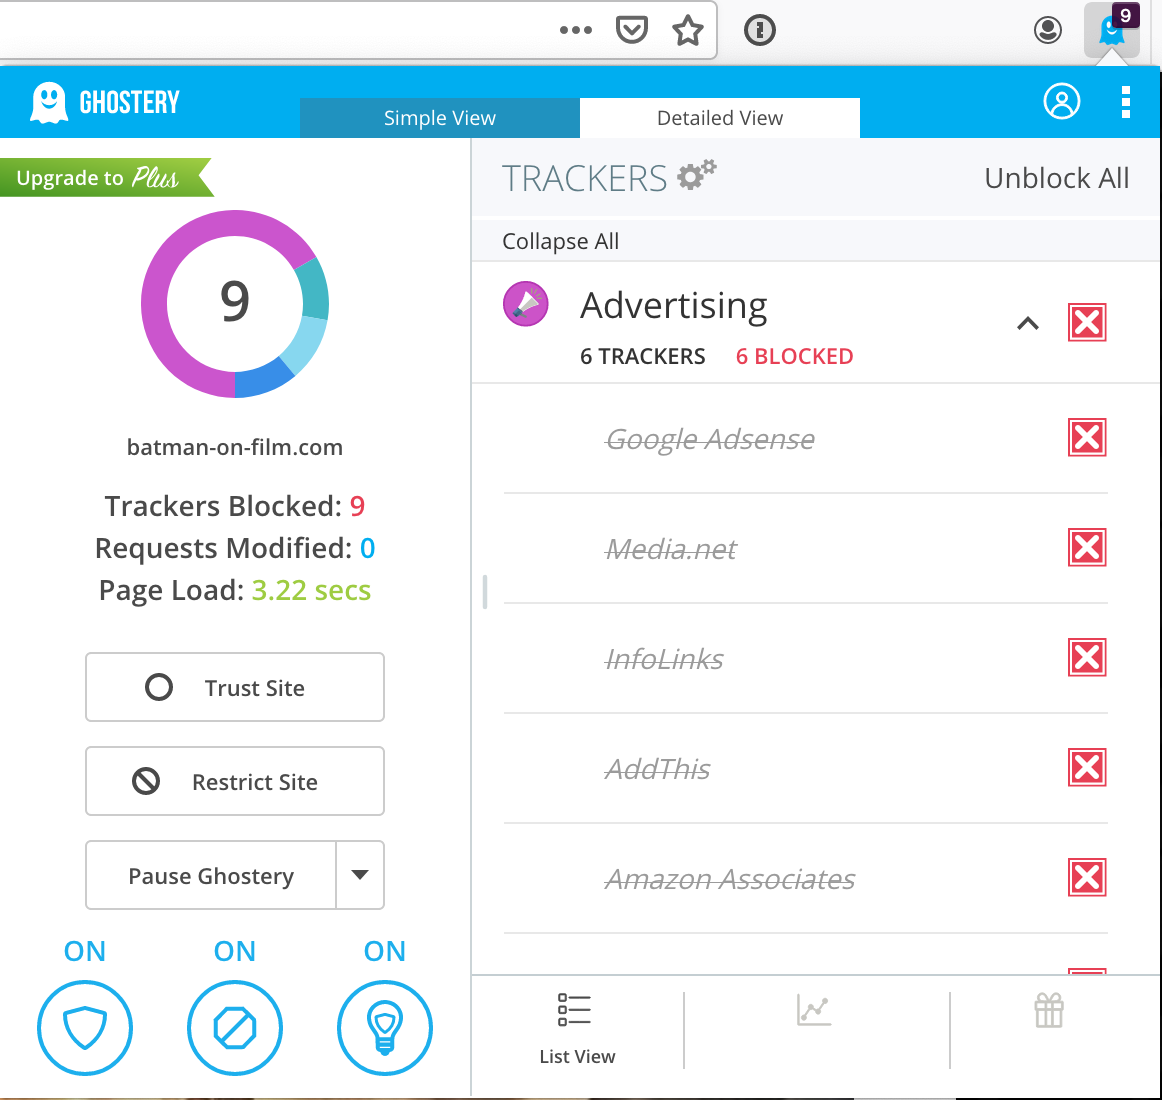 9
GHOSTERY
Simple View
Detailed View
Upgrade to Plus
TRACKERS
Unblock All
Collapse All
9
Advertising
6 TRACKERS 6 BLOCKED
batman-on-film.com
Trackers Blocked: 9
Requests Modified: 0
Page Load: 3.22 secs
Trust Site
Restrict Site
Pause Ghostery
ON ON ON
Google Adsense
Media.net
InfoLinks
AddThis
Amazon Associates
List View